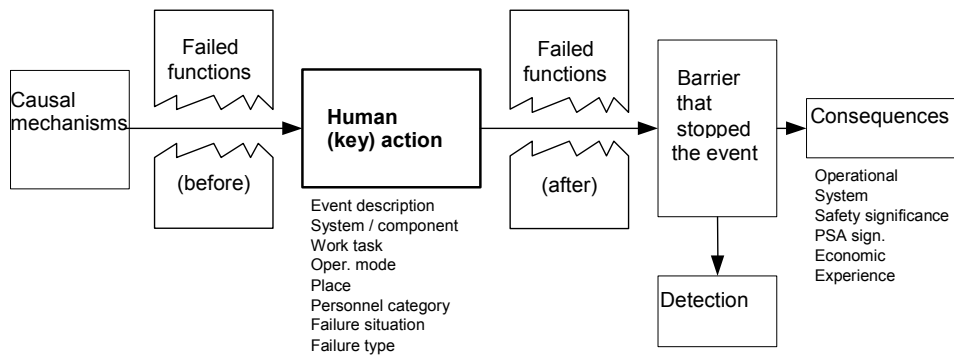 Causal
mechanisms
Failed
functions
(before)
Human
(key) action
Event description
System / component
Work task
Oper. mode
Place
Personnel category
Failure situation
Failure type
Failed
functions
(after)
Barrier
that
stopped
the event
Detection
Consequences
Operational
System
Safety significance
PSA sign.
Economic
Experience